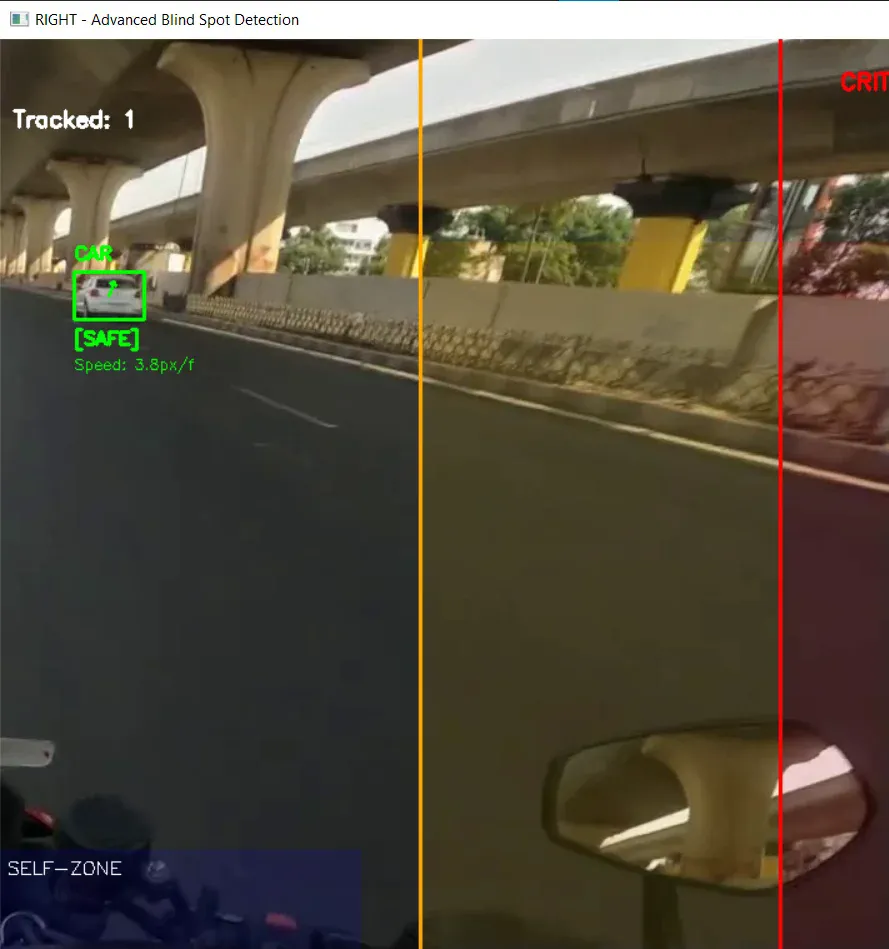 RIGHT - Advanced Blind Spot Detection
CRIT
Tracked: 1
CAR
[SAFE]
Speed: 3.8px/f
SELF-ZONE